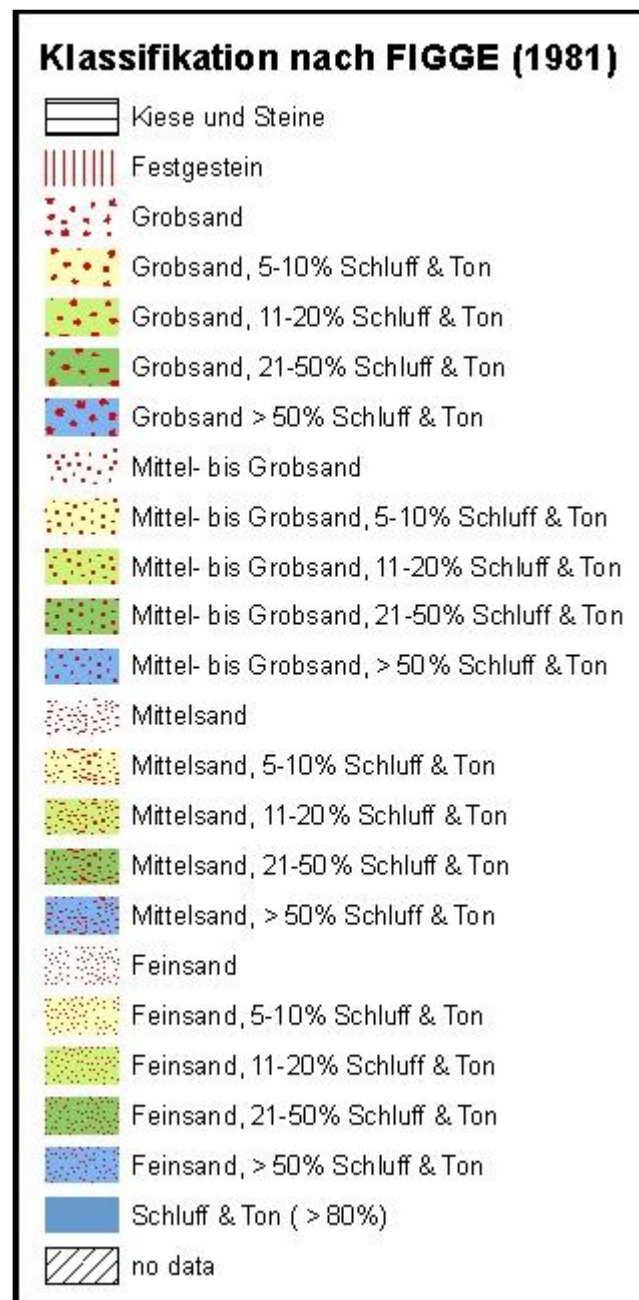 Klassifikation nach FIGGE (1981)
Kiese und Steine
Festgestein
Grobsand
Grobsand, 5-10% Schluff & Ton
Grobsand, 11-20% Schluff & Ton
Grobsand, 21-50% Schluff & Ton
Grobsand > 50% Schluff & Ton
Mittel- bis Grobsand
Mittel- bis Grobsand, 5-10% Schluff & Ton
Mittel- bis Grobsand, 11-20% Schluff & Ton
Mittel- bis Grobsand, 21-50% Schluff & Ton
Mittel- bis Grobsand, > 50% Schluff & Ton
Mittelsand
Mittelsand, 5-10% Schluff & Ton
Mittelsand, 11-20% Schluff & Ton
Mittelsand, 21-50% Schluff & Ton
Mittelsand, > 50% Schluff & Ton
Feinsand
Feinsand, 5-10% Schluff & Ton
Feinsand, 11-20% Schluff & Ton
Feinsand, 21-50% Schluff & Ton
Feinsand, > 50% Schluff & Ton
Schluff & Ton ( > 80%)
no data